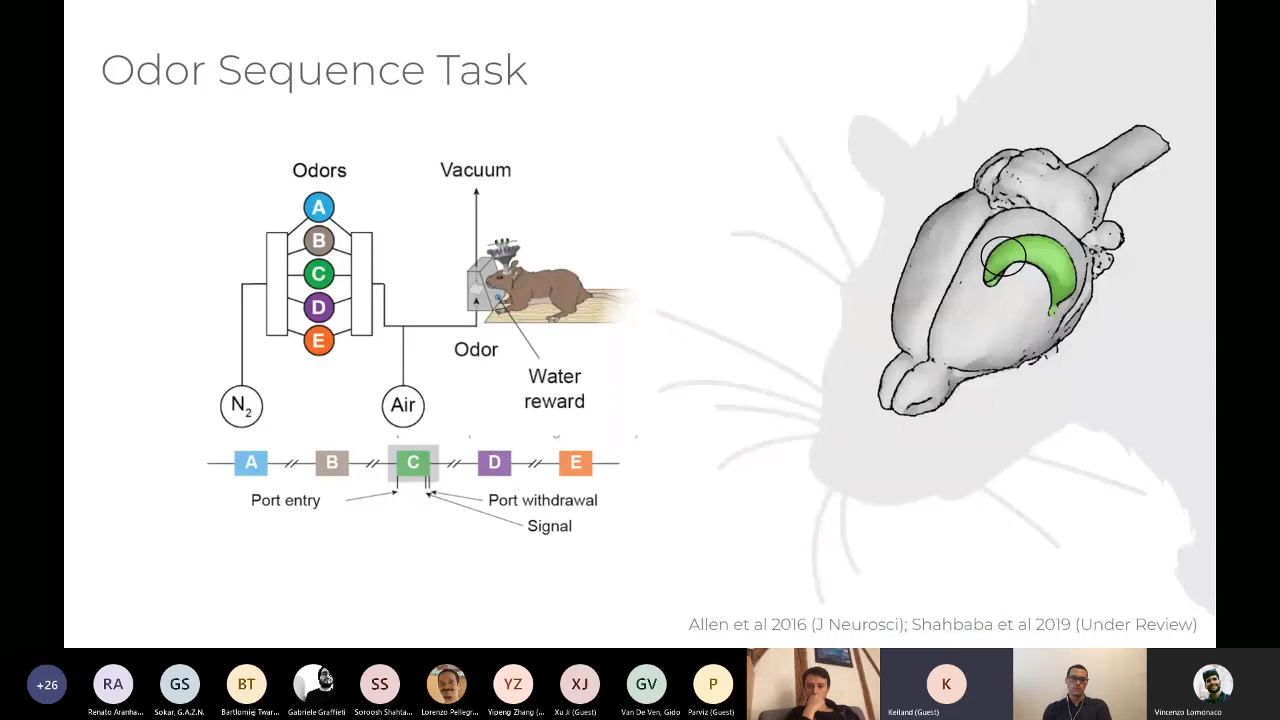 Odor Sequence Task
Odors
Vacuum
A
B
C
D
E
Odor
Water
reward
N2
Air
A // B // C // D // E
Port entry
Port withdrawal
Signal
Allen et al 2016 (J Neurosci); Shahbaba et al 2019 (Under Review)
+26
RA
GS
BT
SS
YZ
XJ
GV
P
K
Renato Aranha...
Sokar, G.A.Z.N.
Bartłomiej Twar...
Gabriele Graffieti
Soroosh Shahta...
Lorenzo Pellegr...
Yipeng Zhang (...
Xu Ji (Guest)
Van De Ven, Gido
Parviz (Guest)
Keiland (Guest)
Vincenzo Lomonaco